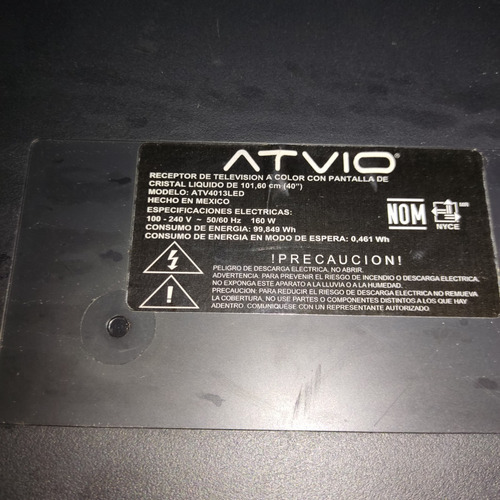 ATVIO®
RECEPTOR DE TELEVISION A COLOR CON PANTALLA DE
CRISTAL LIQUIDO DE 101,60 cm (40")
MODELO: ATV4013LED
HECHO EN MEXICO
ESPECIFICACIONES ELECTRICAS:
100 - 240 V ~ 50/60 Hz 160 W
CONSUMO DE ENERGIA: 99,849 Wh
CONSUMO DE ENERGIA EN MODO DE ESPERA: 0,461 Wh
NOM
NYCE
!PRECAUCION!
PELIGRO DE DESCARGA ELECTRICA, NO ABRIR.
ADVERTENCIA: PARA PREVENIR EL RIESGO DE INCENDIO O DESCARGA ELECTRICA,
NO EXPONGA ESTE APARATO A LA LLUVIA O A LA HUMEDAD.
PRECAUCION: PARA REDUCIR EL RIESGO DE DESCARGA ELECTRICA NO REMUEVA
LA COBERTURA, NO USE PARTES O COMPONENTES DISTINTOS A LOS QUE HAY
ADENTRO. COMUNIQUESE CON UN REPRESENTANTE AUTORIZADO.